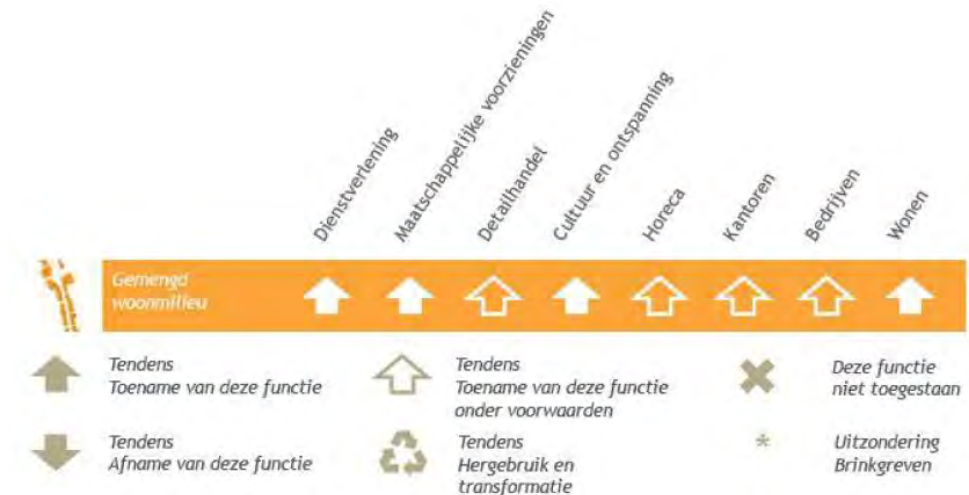 Dienstverlening
Maatschappelijke voorzieningen
Detailhandel
Cultuur en ontspanning
Horeca
Kantoren
Bedrijven
Wonen
Gemengd
woonmilieu
Tendens
Toename van deze functie
Tendens
Toename van deze functie
onder voorwaarden
Deze functie
niet toegestaan
Tendens
Afname van deze functie
Tendens
Hergebruik en
transformatie
*
Uitzondering
Brinkgreven